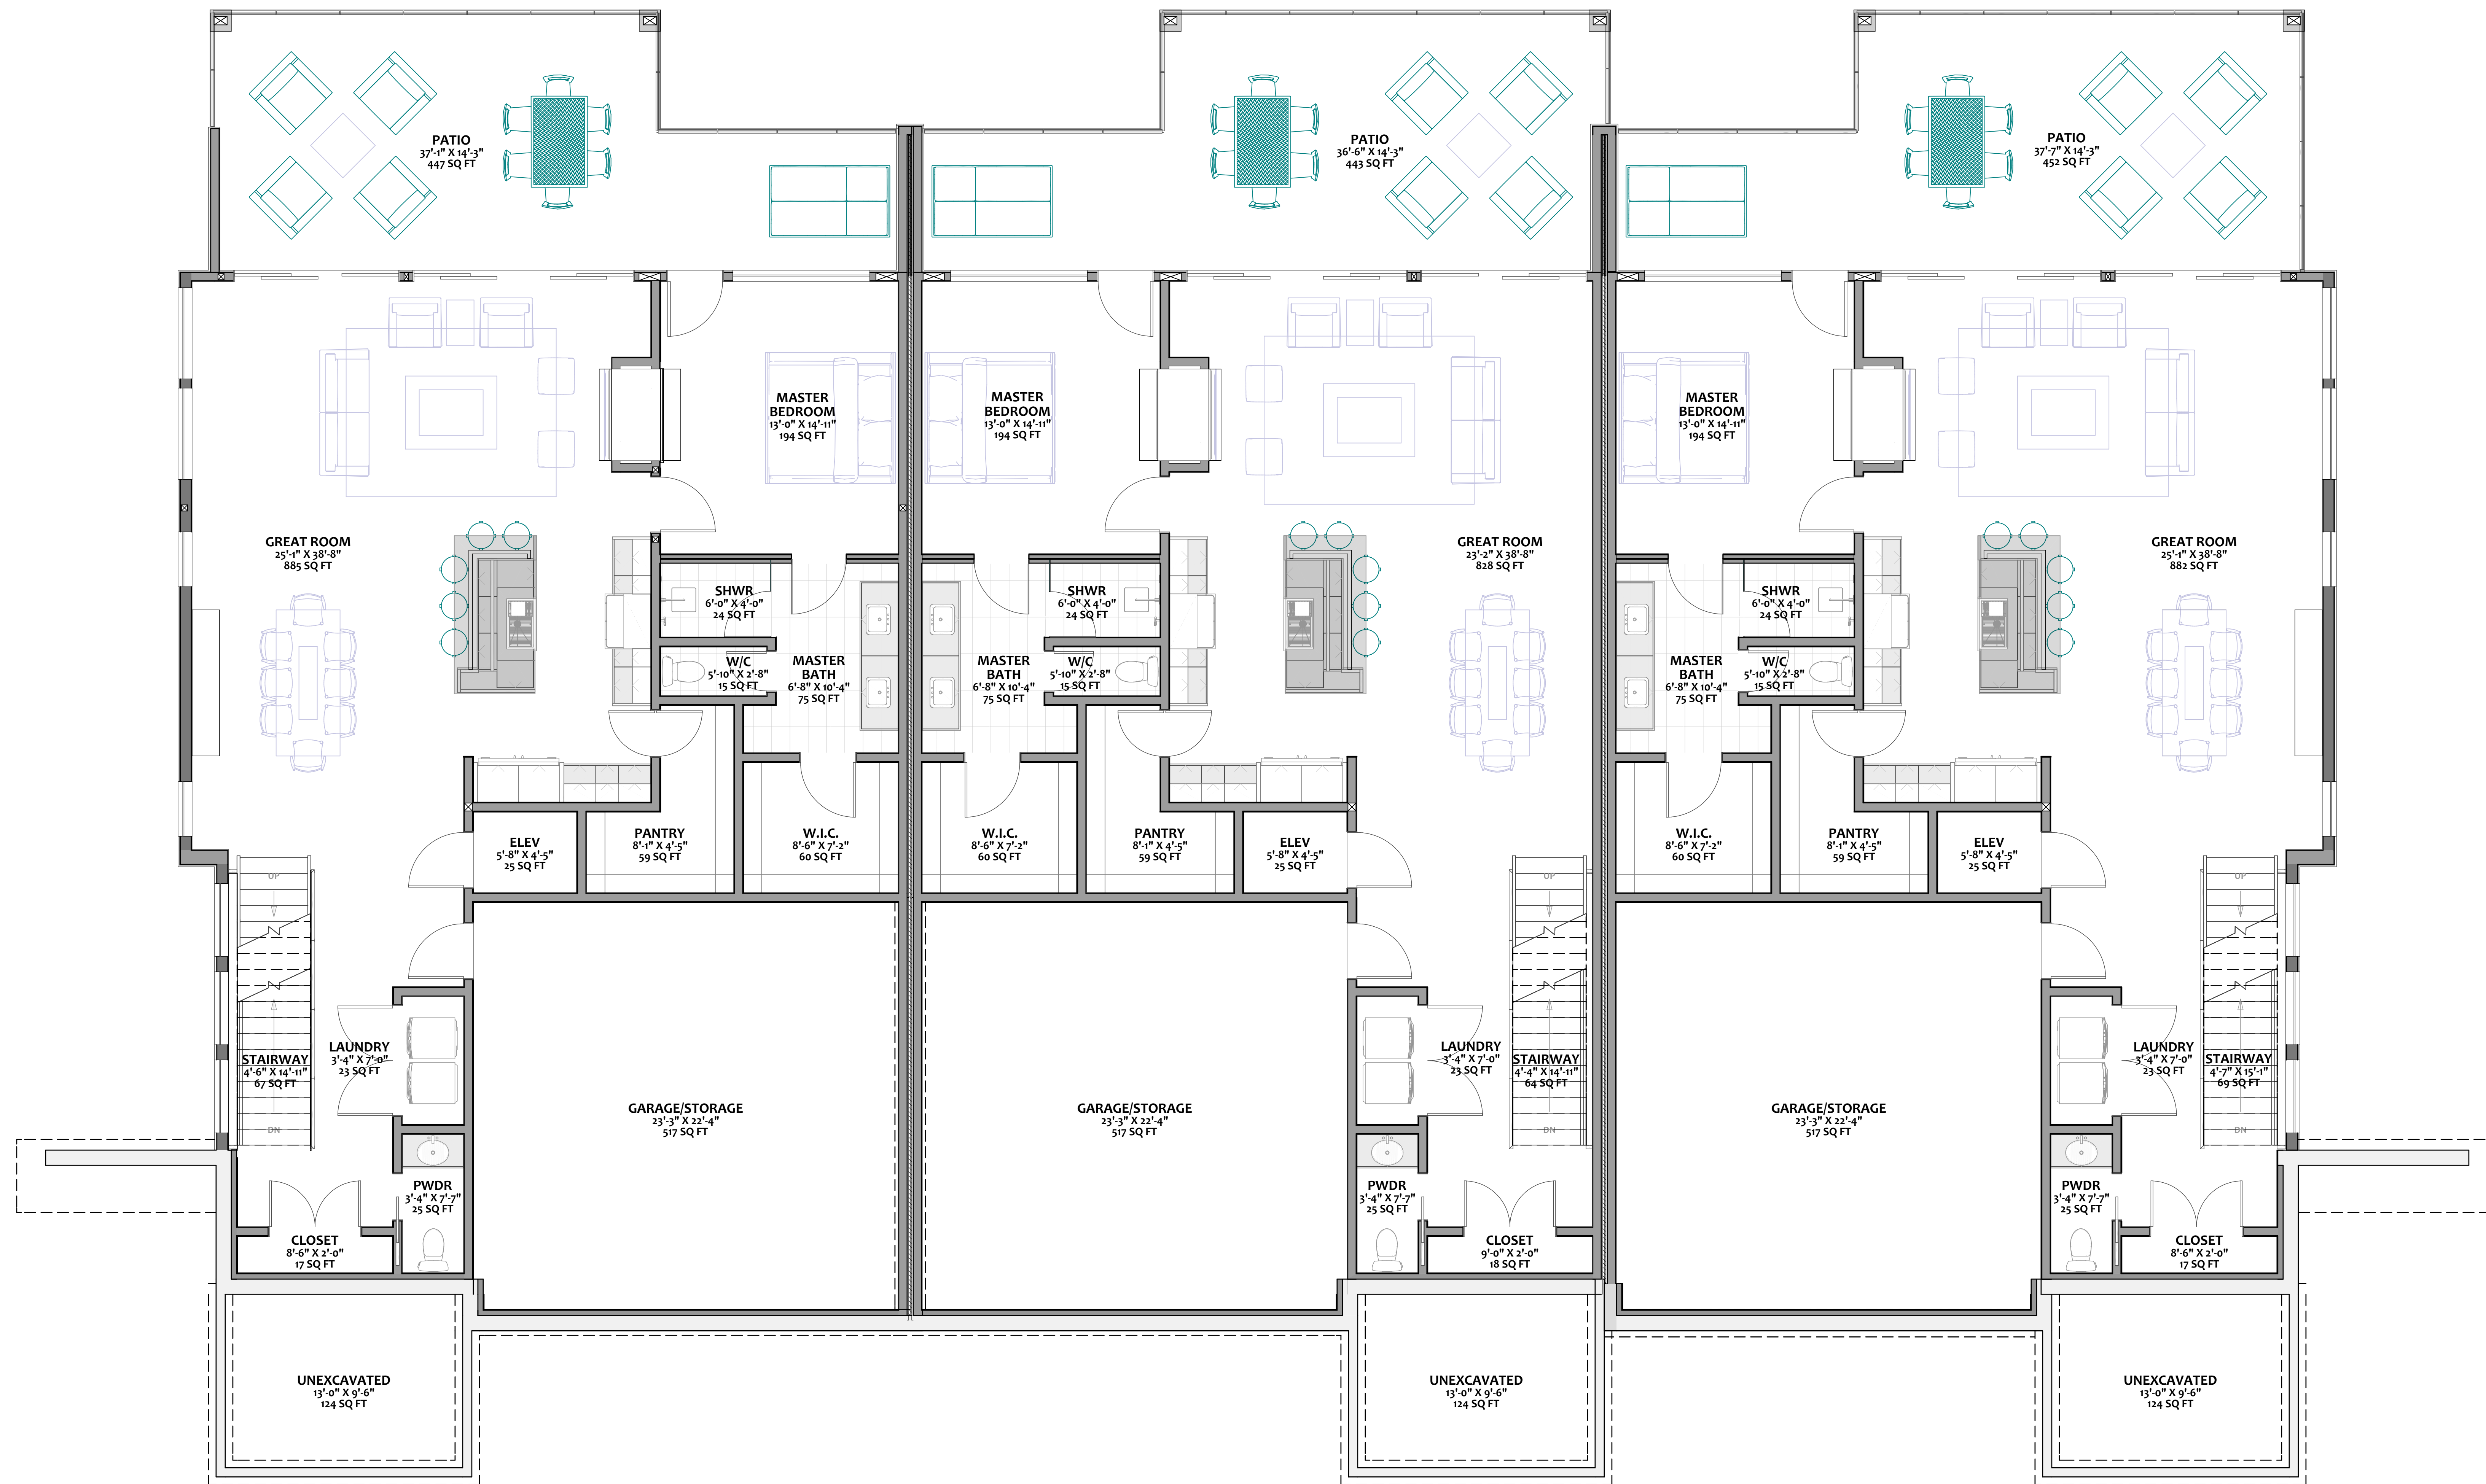 PATIO
37'-1" X 14'-3"
447 SQ FT
PATIO
36'-6" X 14'-3"
443 SQ FT
PATIO
37'-7" X 14'-3"
452 SQ FT
MASTER
BEDROOM
13'-0" X 14'-11"
194 SQ FT
MASTER
BEDROOM
13'-0" X 14'-11"
194 SQ FT
MASTER
BEDROOM
13'-0" X 14'-11"
194 SQ FT
GREAT ROOM
25'-1" X 38'-8"
885 SQ FT
GREAT ROOM
23'-2" X 38'-8"
828 SQ FT
GREAT ROOM
25'-1" X 38'-8"
882 SQ FT
SHWR
6'-0" X 4'-0"
24 SQ FT
SHWR
6'-0" X 4'-0"
24 SQ FT
SHWR
6'-0" X 4'-0"
24 SQ FT
W/C
5'-10" X 2'-8"
15 SQ FT
MASTER
BATH
6'-8" X 10'-4"
75 SQ FT
MASTER
BATH
6'-8" X 10'-4"
75 SQ FT
W/C
5'-10" X 2'-8"
15 SQ FT
MASTER
BATH
6'-8" X 10'-4"
75 SQ FT
W/C
5'-10" X 2'-8"
15 SQ FT
ELEV
5'-8" X 4'-5"
25 SQ FT
PANTRY
8'-1" X 4'-5"
59 SQ FT
W.I.C.
8'-6" X 7'-2"
60 SQ FT
W.I.C.
8'-6" X 7'-2"
60 SQ FT
PANTRY
8'-1" X 4'-5"
59 SQ FT
ELEV
5'-8" X 4'-5"
25 SQ FT
W.I.C.
8'-6" X 7'-2"
60 SQ FT
PANTRY
8'-1" X 4'-5"
59 SQ FT
ELEV
5'-8" X 4'-5"
25 SQ FT
UP
UP
UP
STAIRWAY
4'-6" X 14'-11"
67 SQ FT
LAUNDRY
3'-4" X 7'-0"
23 SQ FT
LAUNDRY
3'-4" X 7'-0"
23 SQ FT
STAIRWAY
4'-4" X 14'-11"
64 SQ FT
LAUNDRY
3'-4" X 7'-0"
23 SQ FT
STAIRWAY
4'-7" X 15'-1"
69 SQ FT
GARAGE/STORAGE
23'-3" X 22'-4"
517 SQ FT
GARAGE/STORAGE
23'-3" X 22'-4"
517 SQ FT
GARAGE/STORAGE
23'-3" X 22'-4"
517 SQ FT
DN
DN
DN
PWDR
3'-4" X 7'-7"
25 SQ FT
PWDR
3'-4" X 7'-7"
25 SQ FT
PWDR
3'-4" X 7'-7"
25 SQ FT
CLOSET
8'-6" X 2'-0"
17 SQ FT
CLOSET
9'-0" X 2'-0"
18 SQ FT
CLOSET
8'-6" X 2'-0"
17 SQ FT
UNEXCAVATED
13'-0" X 9'-6"
124 SQ FT
UNEXCAVATED
13'-0" X 9'-6"
124 SQ FT
UNEXCAVATED
13'-0" X 9'-6"
124 SQ FT